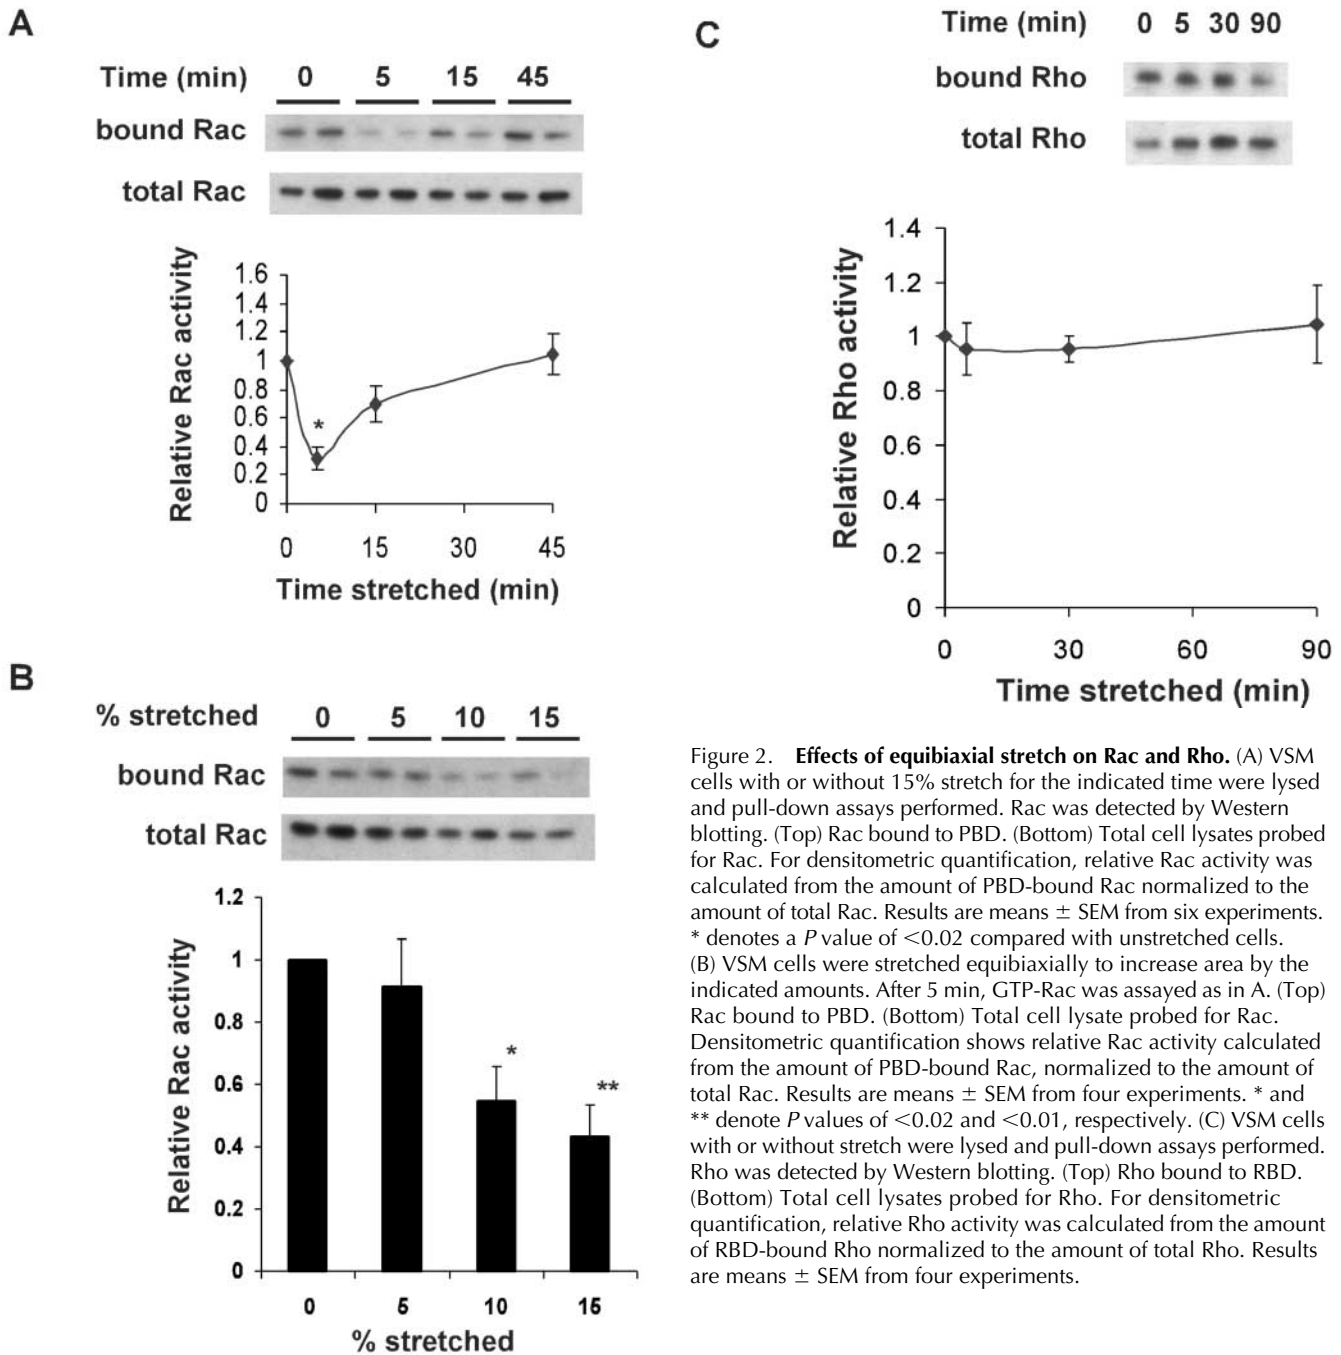 A
Time (min) 0 5 15 45
bound Rac
total Rac
Relative Rac activity
1.6
1.4
1.2
1
0.8
0.6
0.4
0.2
0
*
0 15 30 45
Time stretched (min)
B
% stretched 0 5 10 15
bound Rac
total Rac
Relative Rac activity
1.2
1
0.8
0.6
0.4
0.2
0
*
**
0 5 10 15
% stretched
C
Time (min) 0 5 30 90
bound Rho
total Rho
Relative Rho activity
1.4
1.2
1
0.8
0.6
0.4
0.2
0
0 30 60 90
Time stretched (min)
Figure 2. Effects of equibiaxial stretch on Rac and Rho. (A) VSM
cells with or without 15% stretch for the indicated time were lysed
and pull-down assays performed. Rac was detected by Western
blotting. (Top) Rac bound to PBD. (Bottom) Total cell lysates probed
for Rac. For densitometric quantification, relative Rac activity was
calculated from the amount of PBD-bound Rac normalized to the
amount of total Rac. Results are means ± SEM from six experiments.
* denotes a P value of <0.02 compared with unstretched cells.
(B) VSM cells were stretched equibiaxially to increase area by the
indicated amounts. After 5 min, GTP-Rac was assayed as in A. (Top)
Rac bound to PBD. (Bottom) Total cell lysate probed for Rac.
Densitometric quantification shows relative Rac activity calculated
from the amount of PBD-bound Rac, normalized to the amount of
total Rac. Results are means ± SEM from four experiments. * and
** denote P values of <0.02 and <0.01, respectively. (C) VSM cells
with or without stretch were lysed and pull-down assays performed.
Rho was detected by Western blotting. (Top) Rho bound to RBD.
(Bottom) Total cell lysates probed for Rho. For densitometric
quantification, relative Rho activity was calculated from the amount
of RBD-bound Rho normalized to the amount of total Rho. Results
are means ± SEM from four experiments.